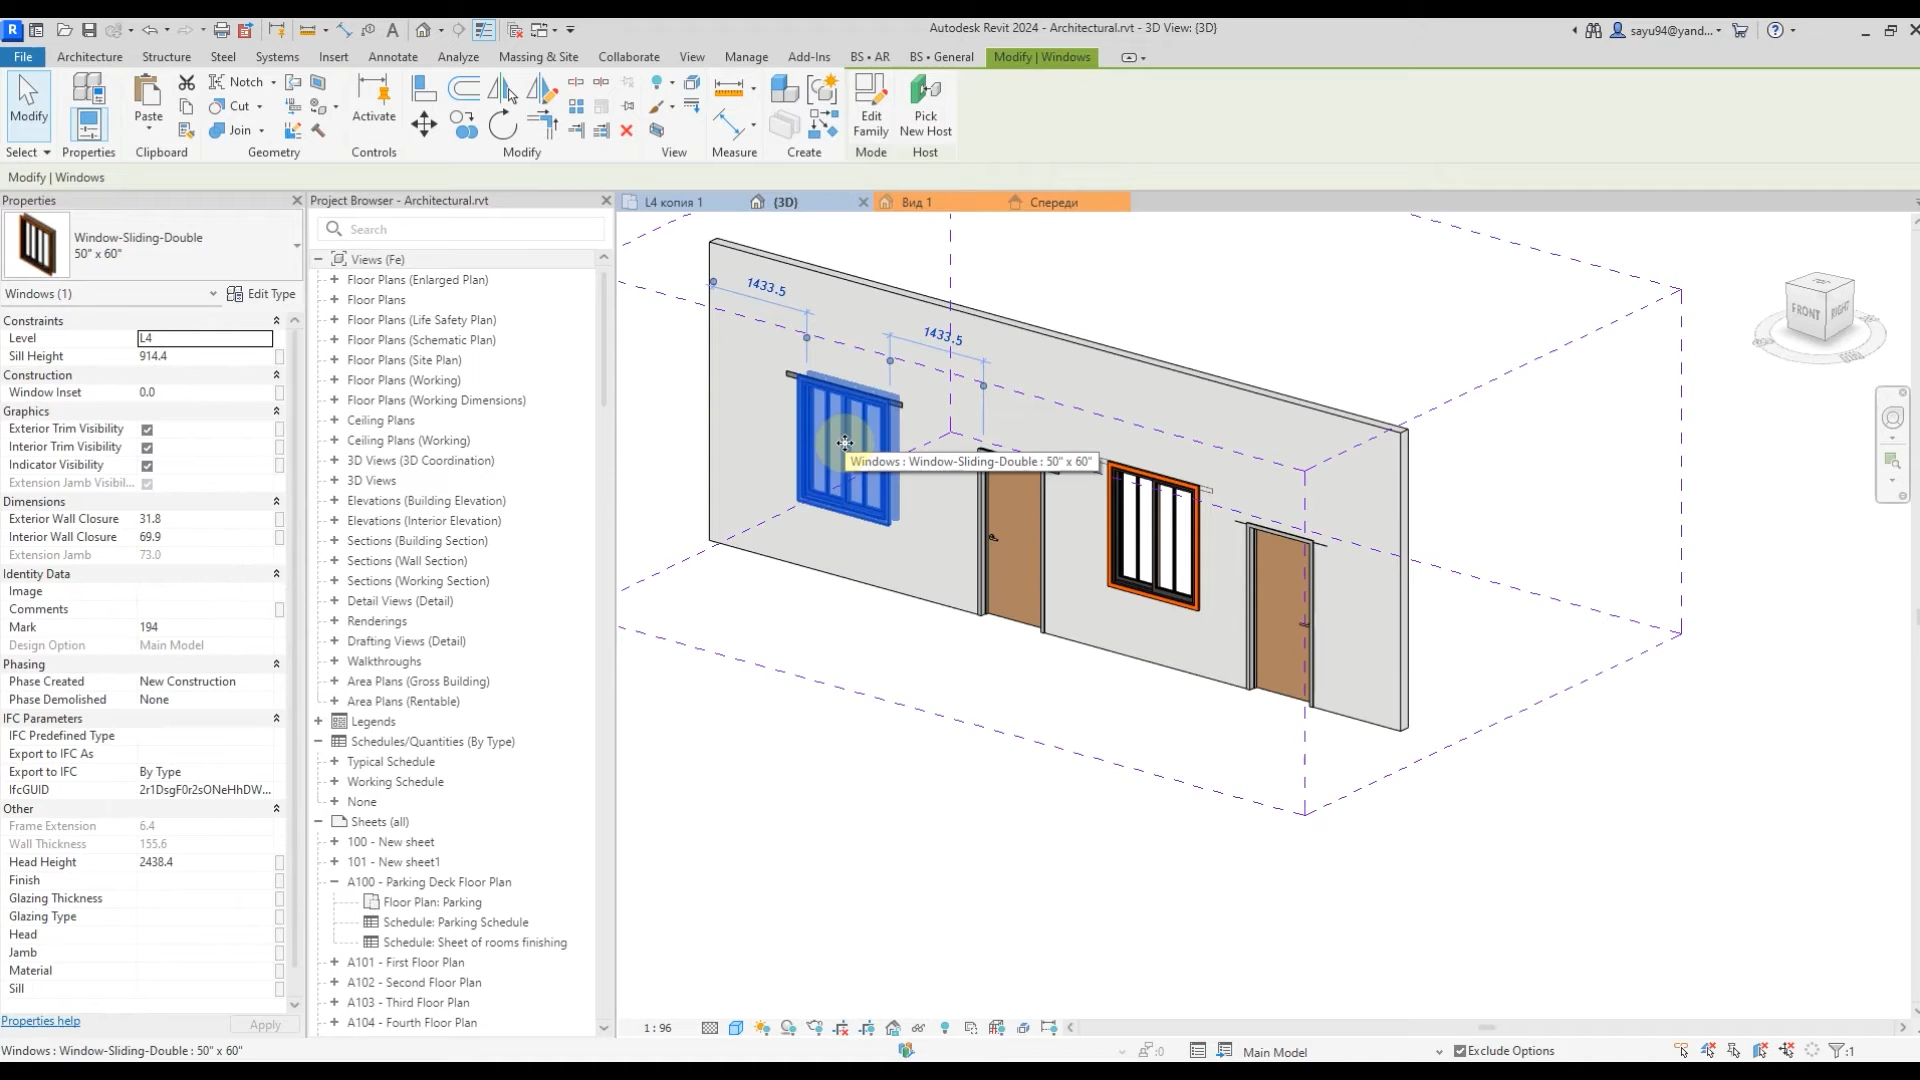 R
Autodesk Revit 2024 - Architectural.rvt - 3D View: {3D}
sayu94@yand...
File Architecture Structure Steel Systems Insert Annotate Analyze Massing & Site Collaborate View Manage Add-Ins BS • AR BS • General Modify | Windows
Modify
Paste
Notch
Cut
Join
Activate
Edit
Family
Pick
New Host
Select Properties Clipboard Geometry Controls Modify View Measure Create Mode Host
Modify | Windows
Properties
Window-Sliding-Double
50" x 60"
Windows (1)
Edit Type
Constraints
Level L4
Sill Height 914.4
Construction
Window Inset 0.0
Graphics
Exterior Trim Visibility
Interior Trim Visibility
Indicator Visibility
Extension Jamb Visibil...
Dimensions
Exterior Wall Closure 31.8
Interior Wall Closure 69.9
Extension Jamb 73.0
Identity Data
Image
Comments
Mark 194
Design Option Main Model
Phasing
Phase Created New Construction
Phase Demolished None
IFC Parameters
IFC Predefined Type
Export to IFC As
Export to IFC By Type
IfcGUID 2r1DsgF0r2sONeHhDW...
Other
Frame Extension 6.4
Wall Thickness 155.6
Head Height 2438.4
Finish
Glazing Thickness
Glazing Type
Head
Jamb
Material
Sill
Properties help
Apply
Project Browser - Architectural.rvt
Search
Views (Fe)
Floor Plans (Enlarged Plan)
Floor Plans
Floor Plans (Life Safety Plan)
Floor Plans (Schematic Plan)
Floor Plans (Site Plan)
Floor Plans (Working)
Floor Plans (Working Dimensions)
Ceiling Plans
Ceiling Plans (Working)
3D Views (3D Coordination)
3D Views
Elevations (Building Elevation)
Elevations (Interior Elevation)
Sections (Building Section)
Sections (Wall Section)
Sections (Working Section)
Detail Views (Detail)
Renderings
Drafting Views (Detail)
Walkthroughs
Area Plans (Gross Building)
Area Plans (Rentable)
Legends
Schedules/Quantities (By Type)
Typical Schedule
Working Schedule
None
Sheets (all)
100 - New sheet
101 - New sheet1
A100 - Parking Deck Floor Plan
Floor Plan: Parking
Schedule: Parking Schedule
Schedule: Sheet of rooms finishing
A101 - First Floor Plan
A102 - Second Floor Plan
A103 - Third Floor Plan
A104 - Fourth Floor Plan
L4 копия 1
{3D}
Вид 1
Спереди
1433.5
1433.5
Windows : Window-Sliding-Double : 50" x 60"
FRONT
RIGHT
1 : 96
Windows : Window-Sliding-Double : 50" x 60"
:0
Main Model
Exclude Options
:1